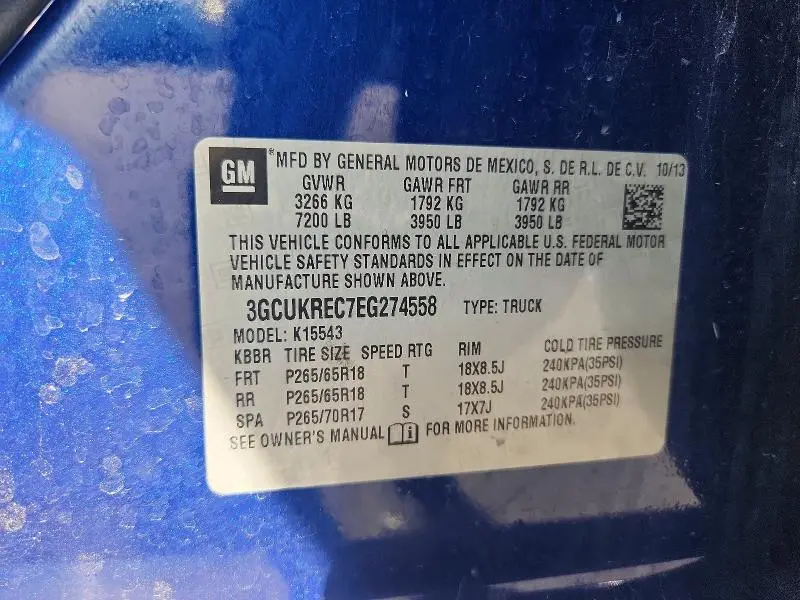 GM
®MFD BY GENERAL MOTORS DE MEXICO, S. DE R.L. DE C.V. 10/13
GVWR GAWR FRT GAWR RR
3266 KG 1792 KG 1792 KG
7200 LB 3950 LB 3950 LB
THIS VEHICLE CONFORMS TO ALL APPLICABLE U.S. FEDERAL MOTOR
VEHICLE SAFETY STANDARDS IN EFFECT ON THE DATE OF
MANUFACTURE SHOWN ABOVE.
3GCUKREC7EG274558 TYPE: TRUCK
MODEL: K15543
KBBR TIRE SIZE SPEED RTG RIM COLD TIRE PRESSURE
FRT P265/65R18 T 18X8.5J 240KPA(35PSI)
RR P265/65R18 T 18X8.5J 240KPA(35PSI)
SPA P265/70R17 S 17X7J 240KPA(35PSI)
SEE OWNER'S MANUAL i FOR MORE INFORMATION.